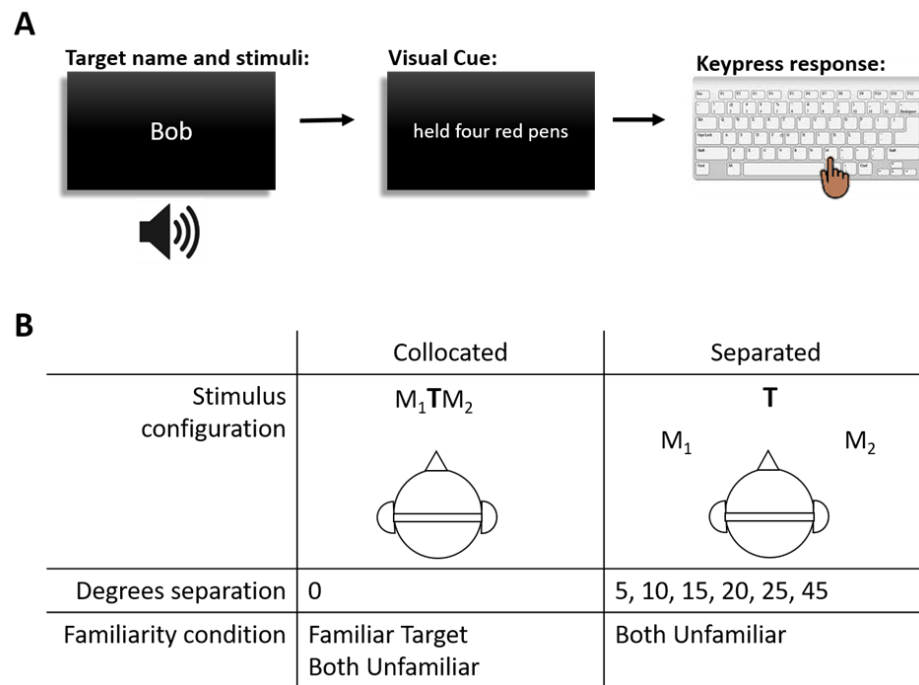 A
Target name and stimuli:
Visual Cue:
Keypress response:
Bob
held four red pens
B
Collocated
Separated
Stimulus
configuration
M₁TM₂
T
M₁
M₂
Degrees separation
0
5, 10, 15, 20, 25, 45
Familiarity condition
Familiar Target
Both Unfamiliar
Both Unfamiliar